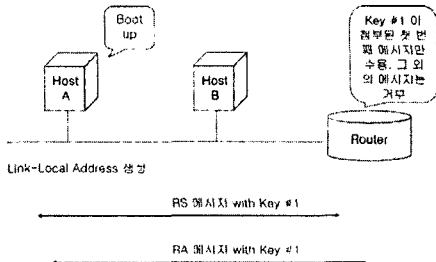 Boot
up
Host
A
Host
B
Key #1 이
첨부된 첫 번
째 메시지만
수용. 그 외
의 메시지는
거부
Router
Link-Local Address 생성
RS 메시지 with Key #1
RA 메시지 with Key #1